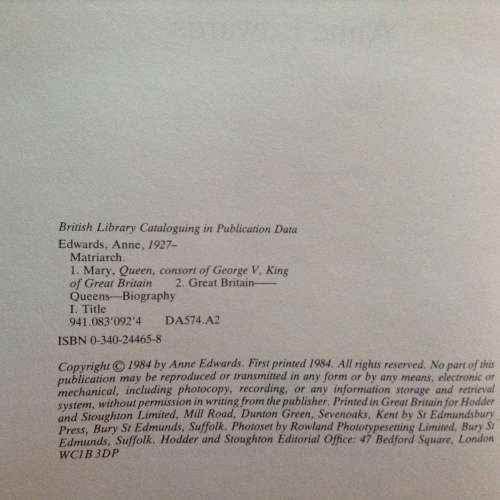 British Library Cataloguing in Publication Data
Edwards, Anne, 1927–
Matriarch.
1. Mary, Queen, consort of George V, King
of Great Britain 2. Great Britain—
Queens—Biography
I. Title
941.083'092'4 DA574.A2
ISBN 0-340-24465-8
Copyright © 1984 by Anne Edwards. First printed 1984. All rights reserved. No part of this
publication may be reproduced or transmitted in any form or by any means, electronic or
mechanical, including photocopy, recording, or any information storage and retrieval
system, without permission in writing from the publisher. Printed in Great Britain for Hodder
and Stoughton Limited, Mill Road, Dunton Green, Sevenoaks, Kent by St Edmundsbury
Press, Bury St Edmunds, Suffolk. Photoset by Rowland Phototypesetting Limited, Bury St
Edmunds, Suffolk. Hodder and Stoughton Editorial Office: 47 Bedford Square, London
WC1B 3DP